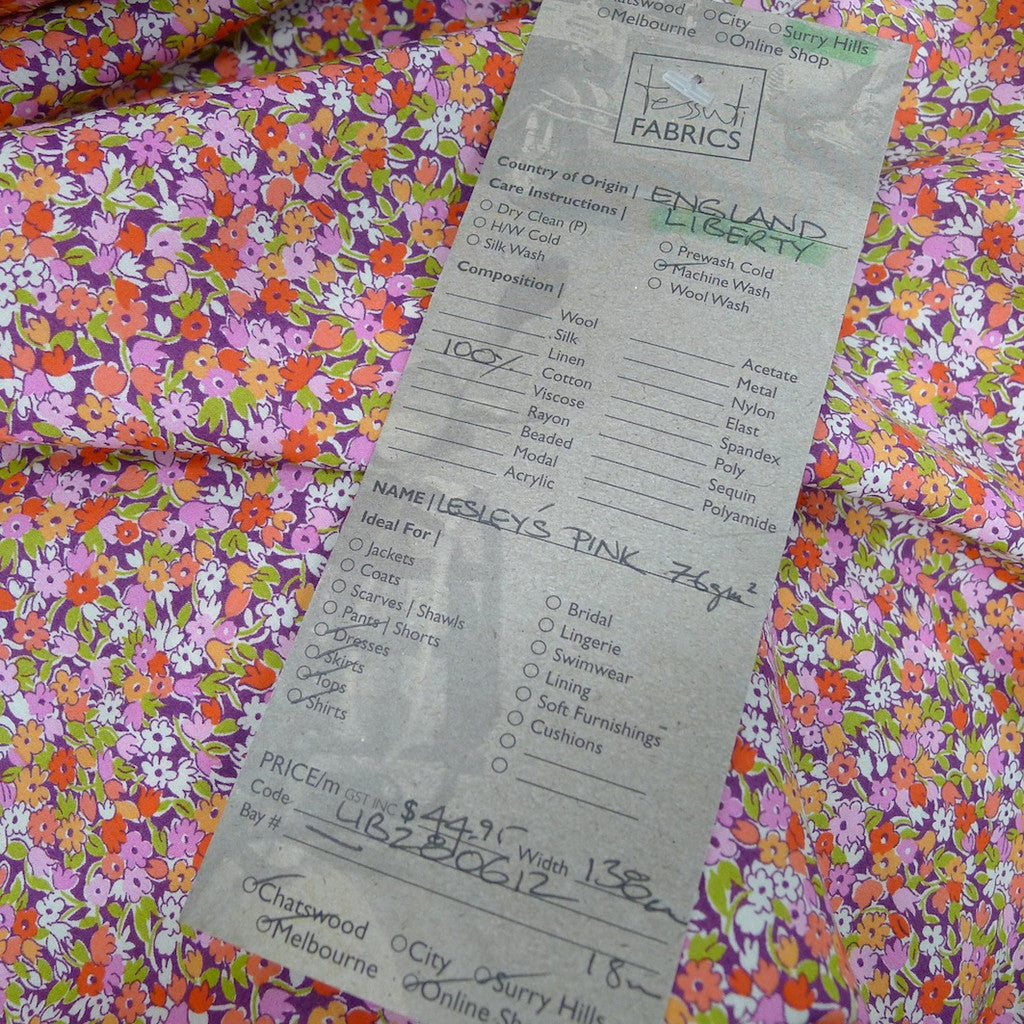 Chatswood City Surry Hills
Melbourne Online Shop
tessuti
FABRICS
Country of Origin | ENGLAND
LIBERTY
Care Instructions |
Dry Clean (P)
H/W Cold
Silk Wash
Prewash Cold
Machine Wash
Wool Wash
Composition |
Wool
Silk
Linen
100% Cotton
Viscose
Rayon
Beaded
Modal
Acrylic
Acetate
Metal
Nylon
Elast
Spandex
Poly
Sequin
Polyamide
NAME | LESLEY'S PINK 76gm²
Ideal For |
Jackets
Coats
Scarves / Shawls
Pants / Shorts
Dresses
Skirts
Tops
Shirts
Bridal
Lingerie
Swimwear
Lining
Soft Furnishings
Cushions
PRICE/m GST INC $44.95 Width 138cm
Code LIB280612
Bay # 18m
Chatswood City Surry Hills
Melbourne Online Sh